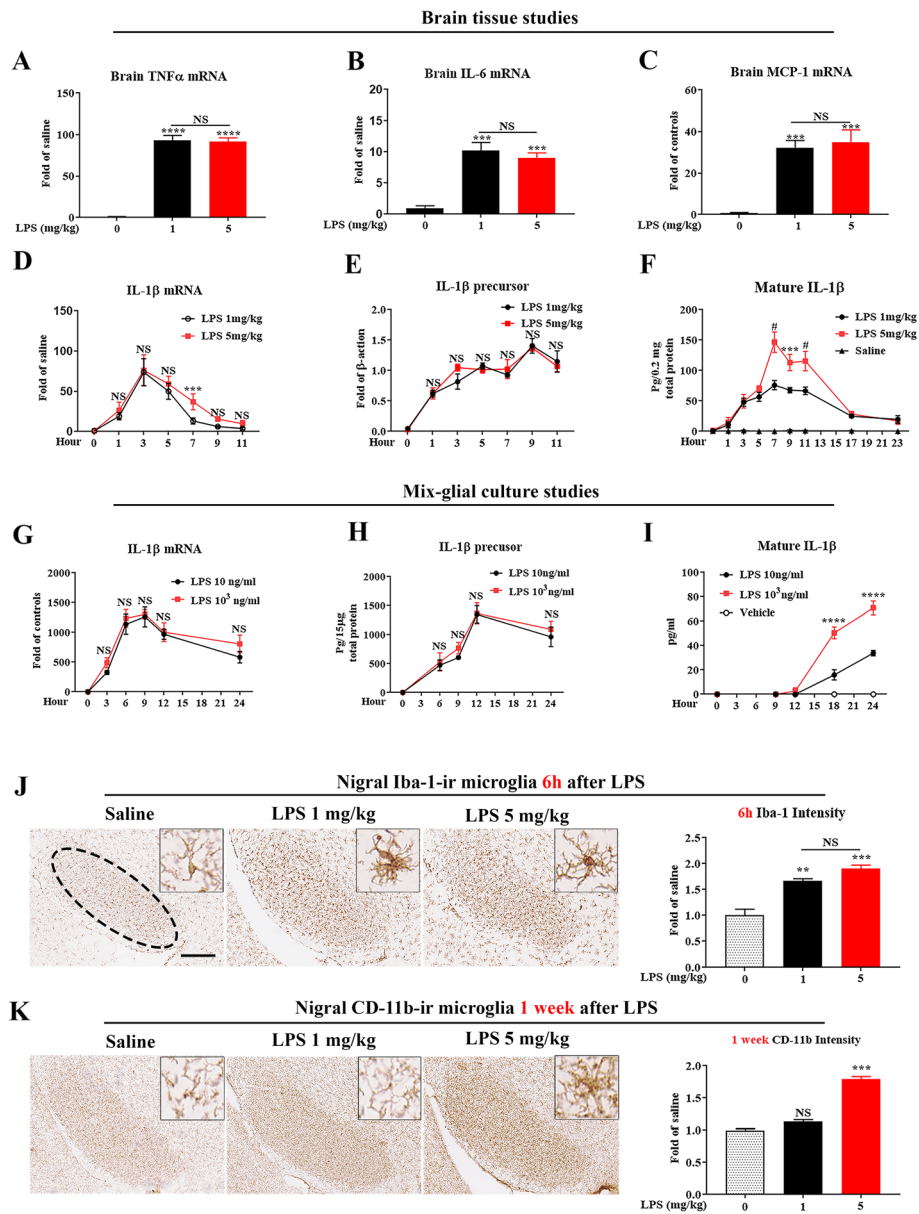 Brain tissue studies
A
Brain TNFα mRNA
Fold of saline
150
100
50
0
****
NS
****
LPS (mg/kg)
0
1
5
B
Brain IL-6 mRNA
Fold of saline
20
15
10
5
0
***
NS
***
LPS (mg/kg)
0
1
5
C
Brain MCP-1 mRNA
Fold of controls
60
40
20
0
***
NS
***
LPS (mg/kg)
0
1
5
D
IL-1β mRNA
LPS 1mg/kg
LPS 5mg/kg
Fold of saline
150
100
50
0
NS
NS
NS
***
NS
NS
Hour
0 1 3 5 7 9 11
E
IL-1β precursor
LPS 1mg/kg
LPS 5mg/kg
Fold of β-action
2.0
1.5
1.0
0.5
0.0
NS
NS
NS
NS
NS
NS
Hour
0 1 3 5 7 9 11
F
Mature IL-1β
LPS 1mg/kg
LPS 5mg/kg
Saline
Pg/0.2 mg
total protein
200
150
100
50
0
#
***
#
Hour
1 3 5 7 9 11 13 15 17 19 21 23
Mix-glial culture studies
G
IL-1β mRNA
LPS 10 ng/ml
LPS 10³ ng/ml
Fold of controls
2000
1500
1000
500
0
NS
NS
NS
NS
NS
Hour
0 3 6 9 12 15 18 21 24
H
IL-1β precusor
LPS 10ng/ml
LPS 10³ ng/ml
Pg/15µg
total protein
2000
1500
1000
500
0
NS
NS
NS
NS
Hour
0 3 6 9 12 15 18 21 24
I
Mature IL-1β
LPS 10ng/ml
LPS 10³ ng/ml
Vehicle
pg/ml
100
80
60
40
20
0
****
****
Hour
0 3 6 9 12 15 18 21 24
J
Nigral Iba-1-ir microglia 6h after LPS
Saline
LPS 1 mg/kg
LPS 5 mg/kg
6h Iba-1 Intensity
Fold of saline
2.5
2.0
1.5
1.0
0.5
0.0
**
NS
***
LPS (mg/kg)
0
1
5
K
Nigral CD-11b-ir microglia 1 week after LPS
Saline
LPS 1 mg/kg
LPS 5 mg/kg
1 week CD-11b Intensity
Fold of saline
2.0
1.5
1.0
0.5
0.0
NS
***
LPS (mg/kg)
0
1
5